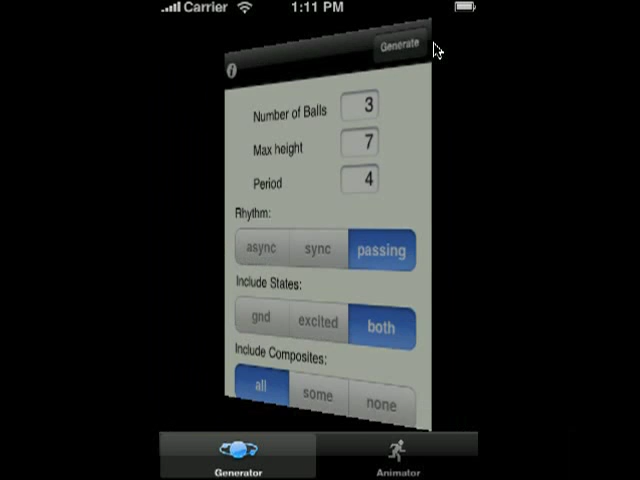 Carrier 1:11 PM
Generate
Number of Balls 3
Max height 7
Period 4
Rhythm:
async sync passing
Include States:
gnd excited both
Include Composites:
all some none
Generator Animator